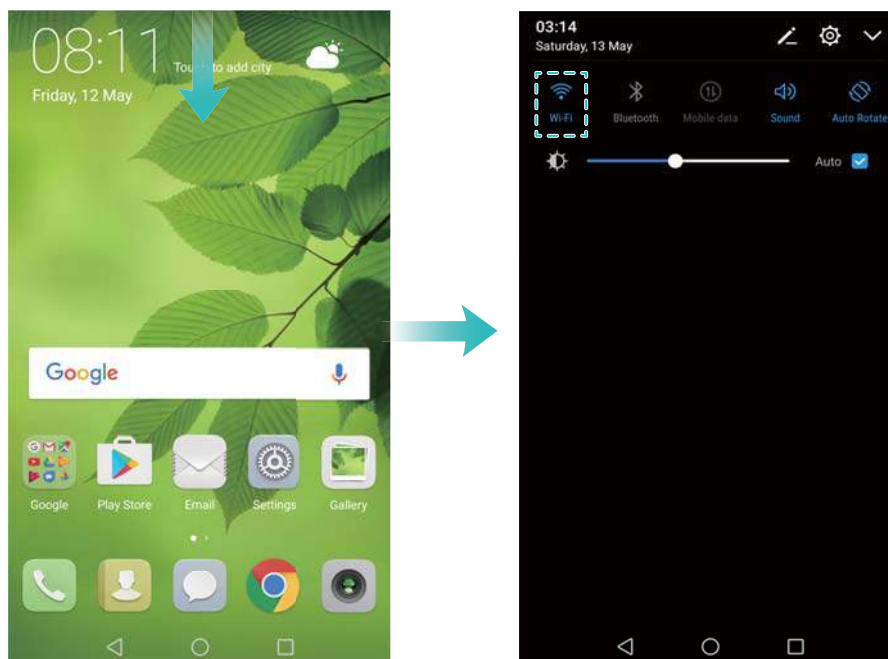 08:11
Touch to add city
Friday, 12 May
Google
Google
Play Store
Email
Settings
Gallery
03:14
Saturday, 13 May
Wi-Fi
Bluetooth
Mobile data
Sound
Auto Rotate
Auto